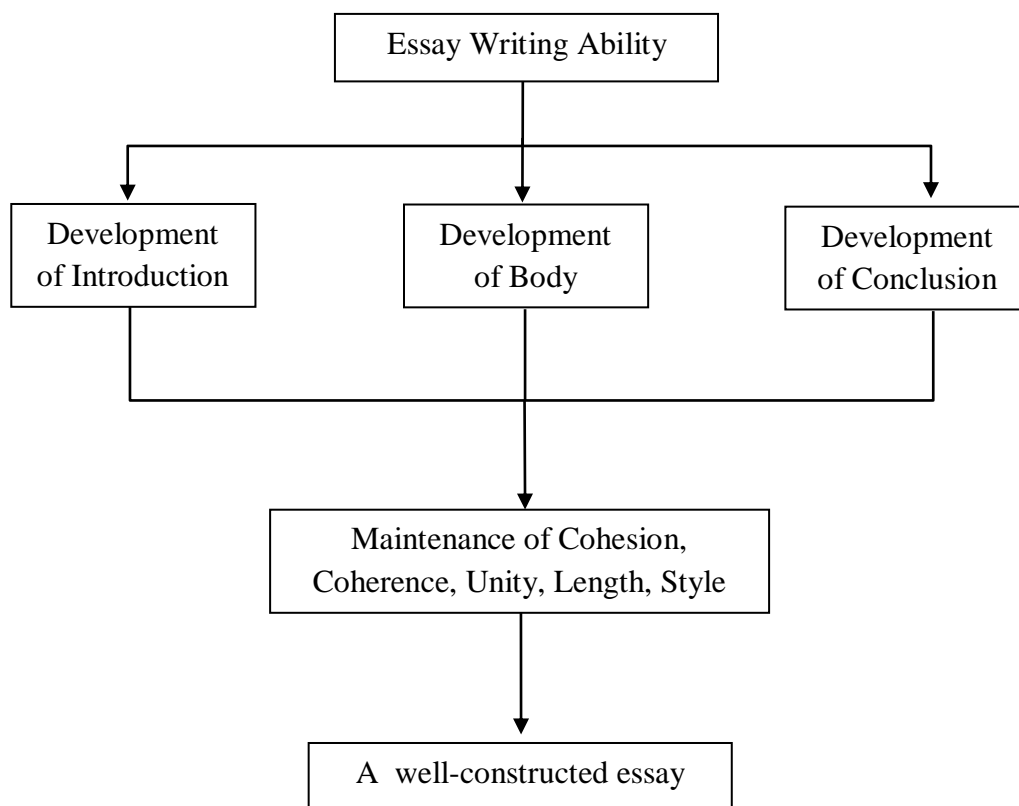 Essay Writing Ability
Development
of Introduction
Development
of Body
Development
of Conclusion
Maintenance of Cohesion,
Coherence, Unity, Length, Style
A  well-constructed essay